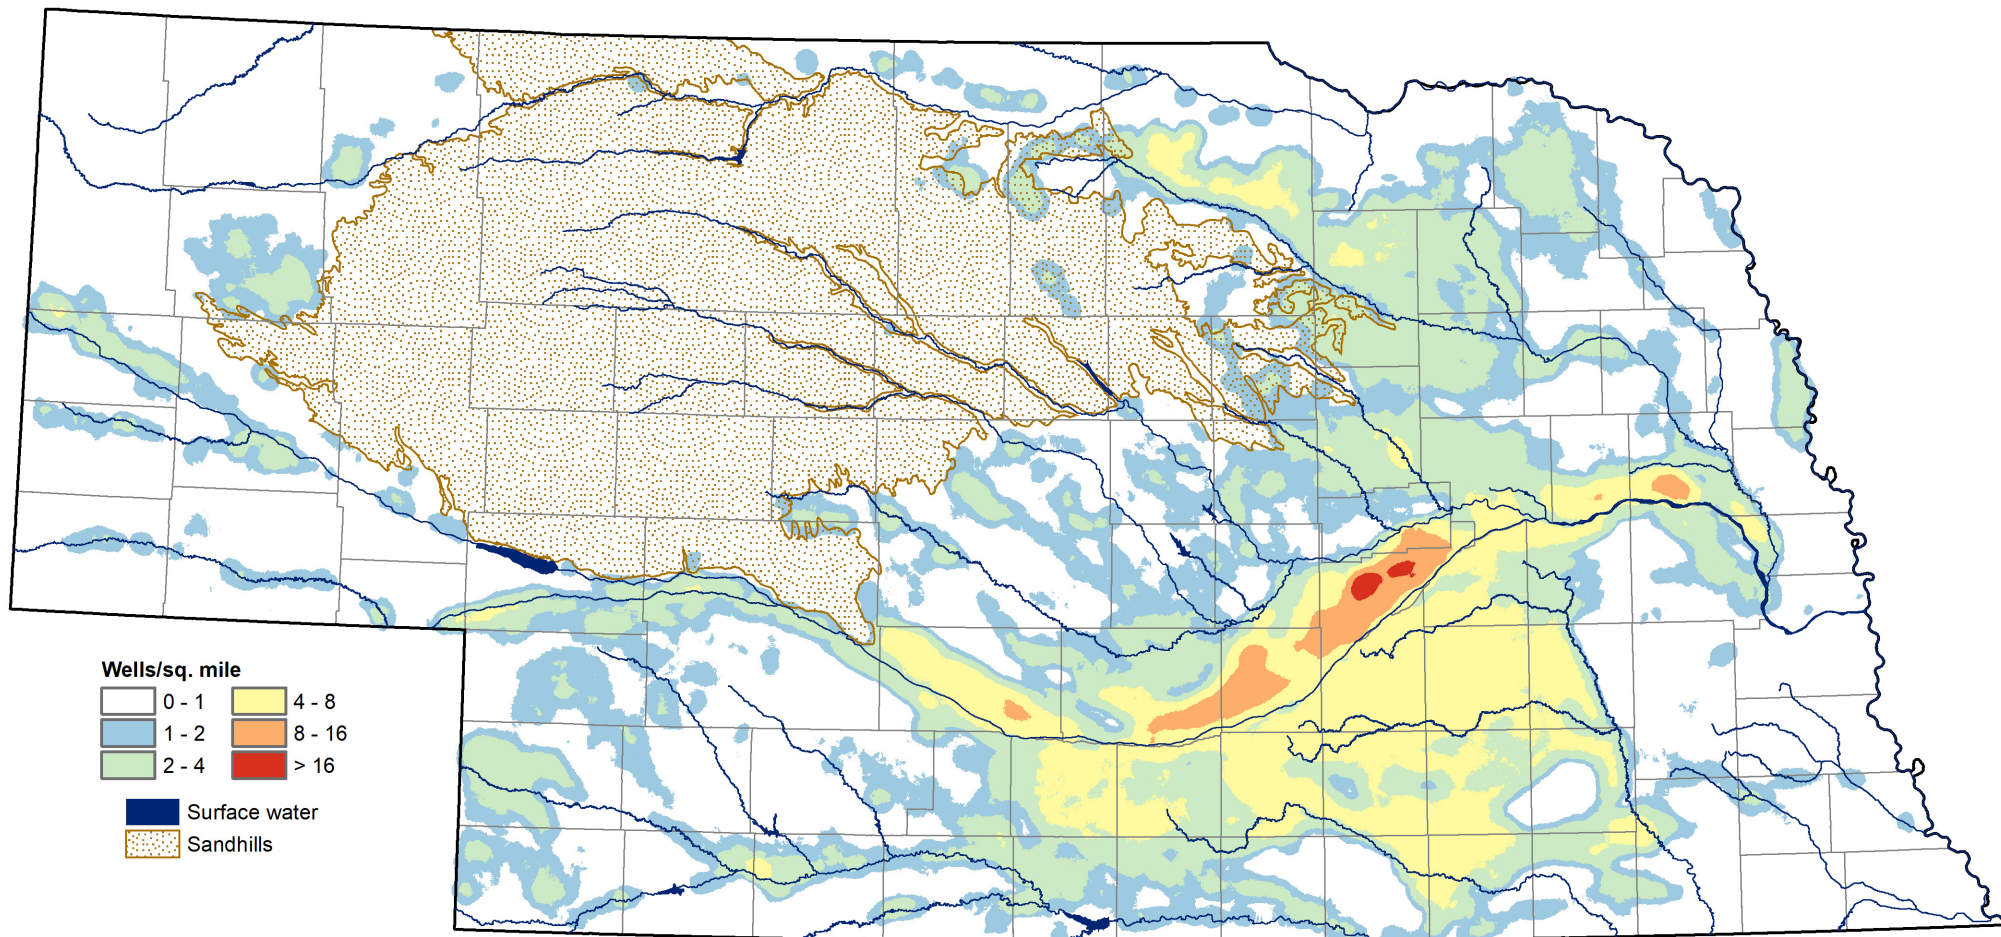 Wells/sq. mile
0 - 1
4 - 8
1 - 2
8 - 16
2 - 4
> 16
Surface water
Sandhills